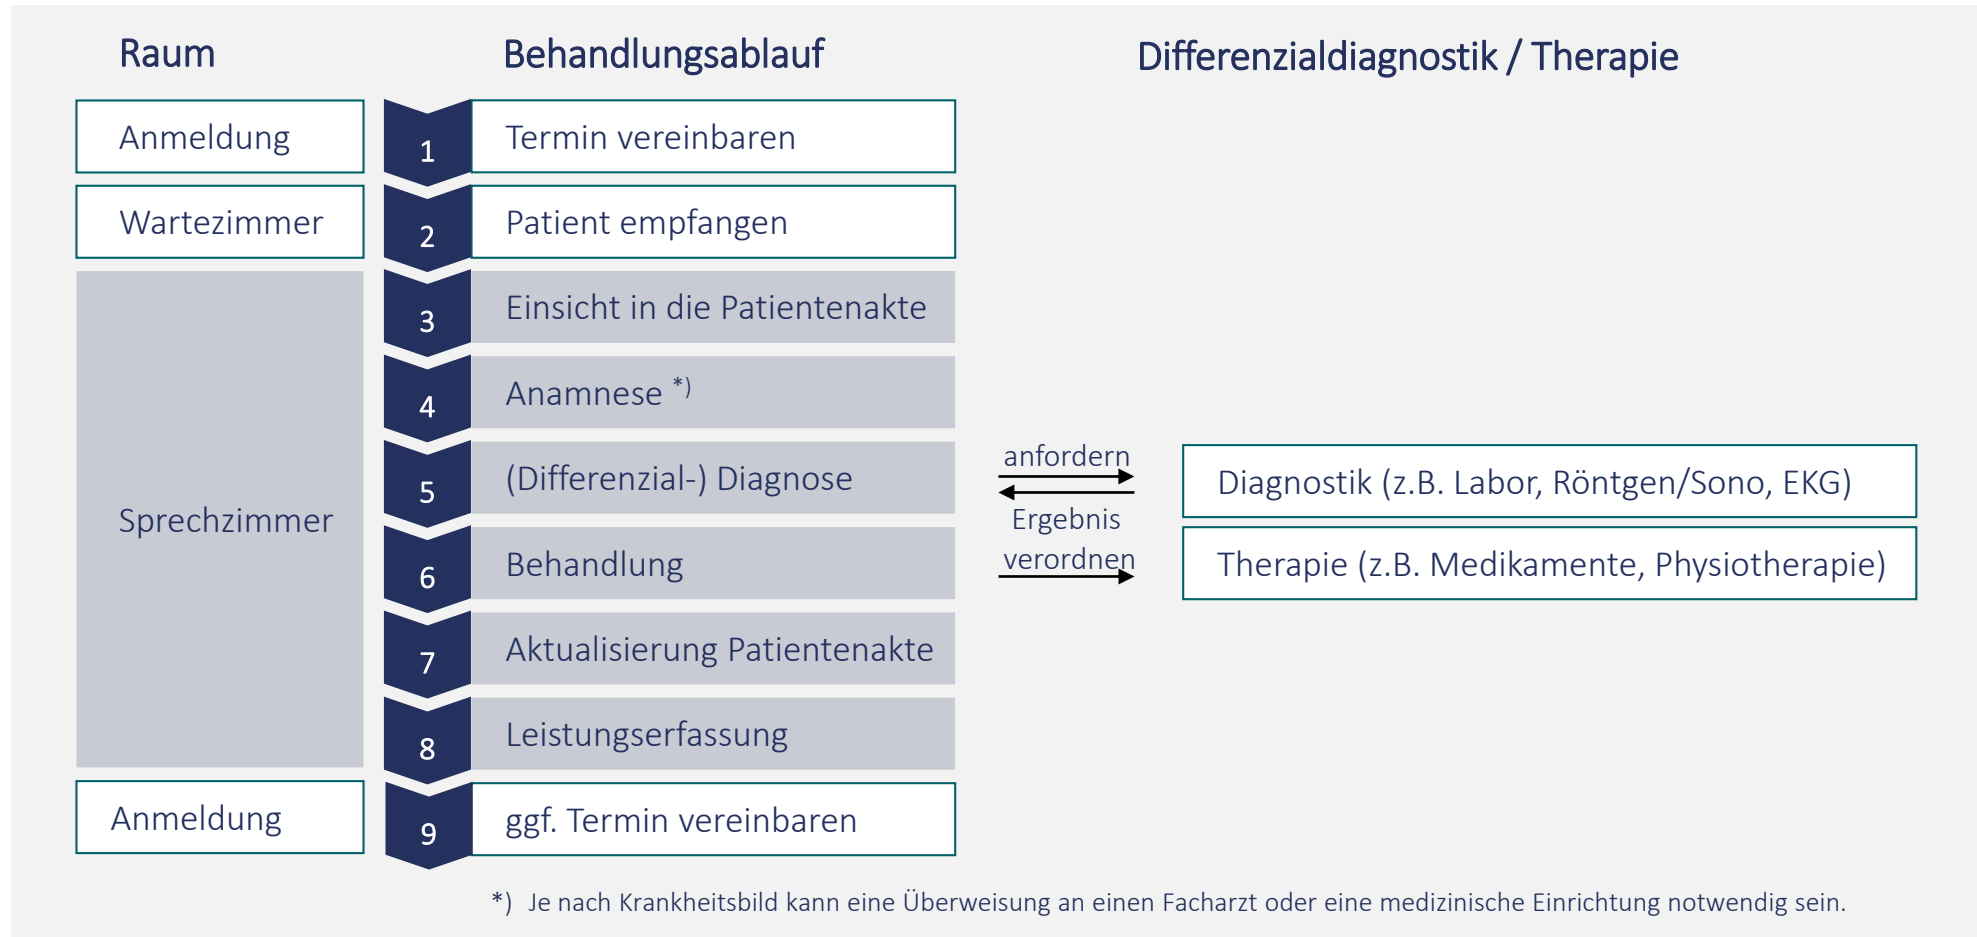 Raum
Behandlungsablauf
Differenzialdiagnostik / Therapie
Anmeldung
1
Termin vereinbaren
Wartezimmer
2
Patient empfangen
Sprechzimmer
3
Einsicht in die Patientenakte
4
Anamnese *)
5
(Differenzial-) Diagnose
anfordern
Ergebnis
Diagnostik (z.B. Labor, Röntgen/Sono, EKG)
6
Behandlung
verordnen
Therapie (z.B. Medikamente, Physiotherapie)
7
Aktualisierung Patientenakte
8
Leistungserfassung
Anmeldung
9
ggf. Termin vereinbaren
*) Je nach Krankheitsbild kann eine Überweisung an einen Facharzt oder eine medizinische Einrichtung notwendig sein.